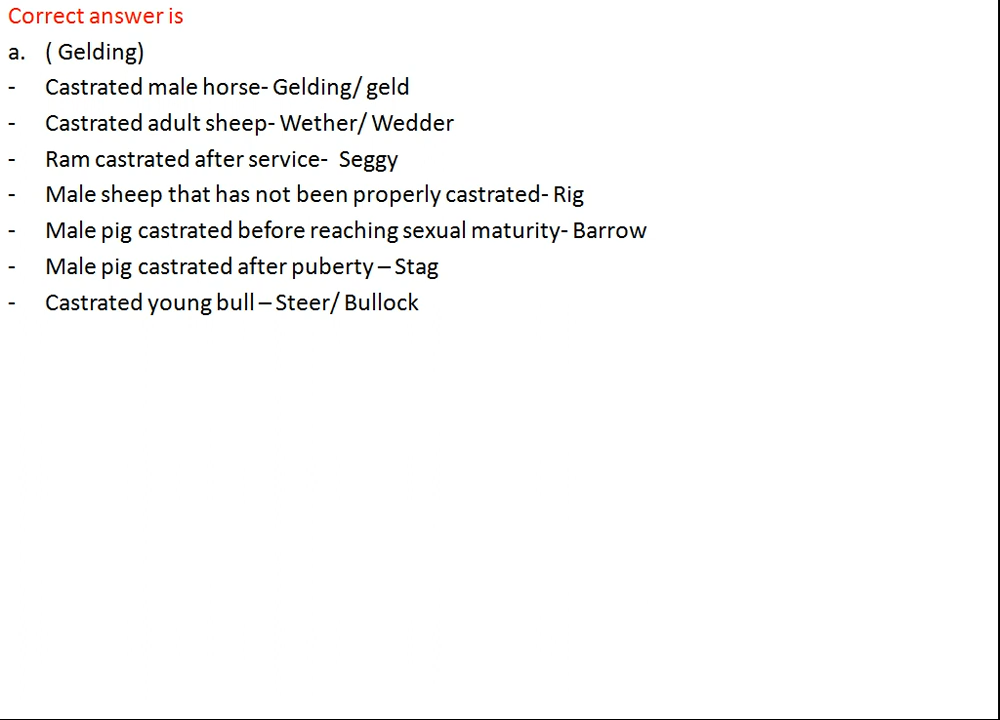 Correct answer is
a. ( Gelding)
- Castrated male horse- Gelding/ geld
- Castrated adult sheep- Wether/ Wedder
- Ram castrated after service- Seggy
- Male sheep that has not been properly castrated- Rig
- Male pig castrated before reaching sexual maturity- Barrow
- Male pig castrated after puberty – Stag
- Castrated young bull – Steer/ Bullock